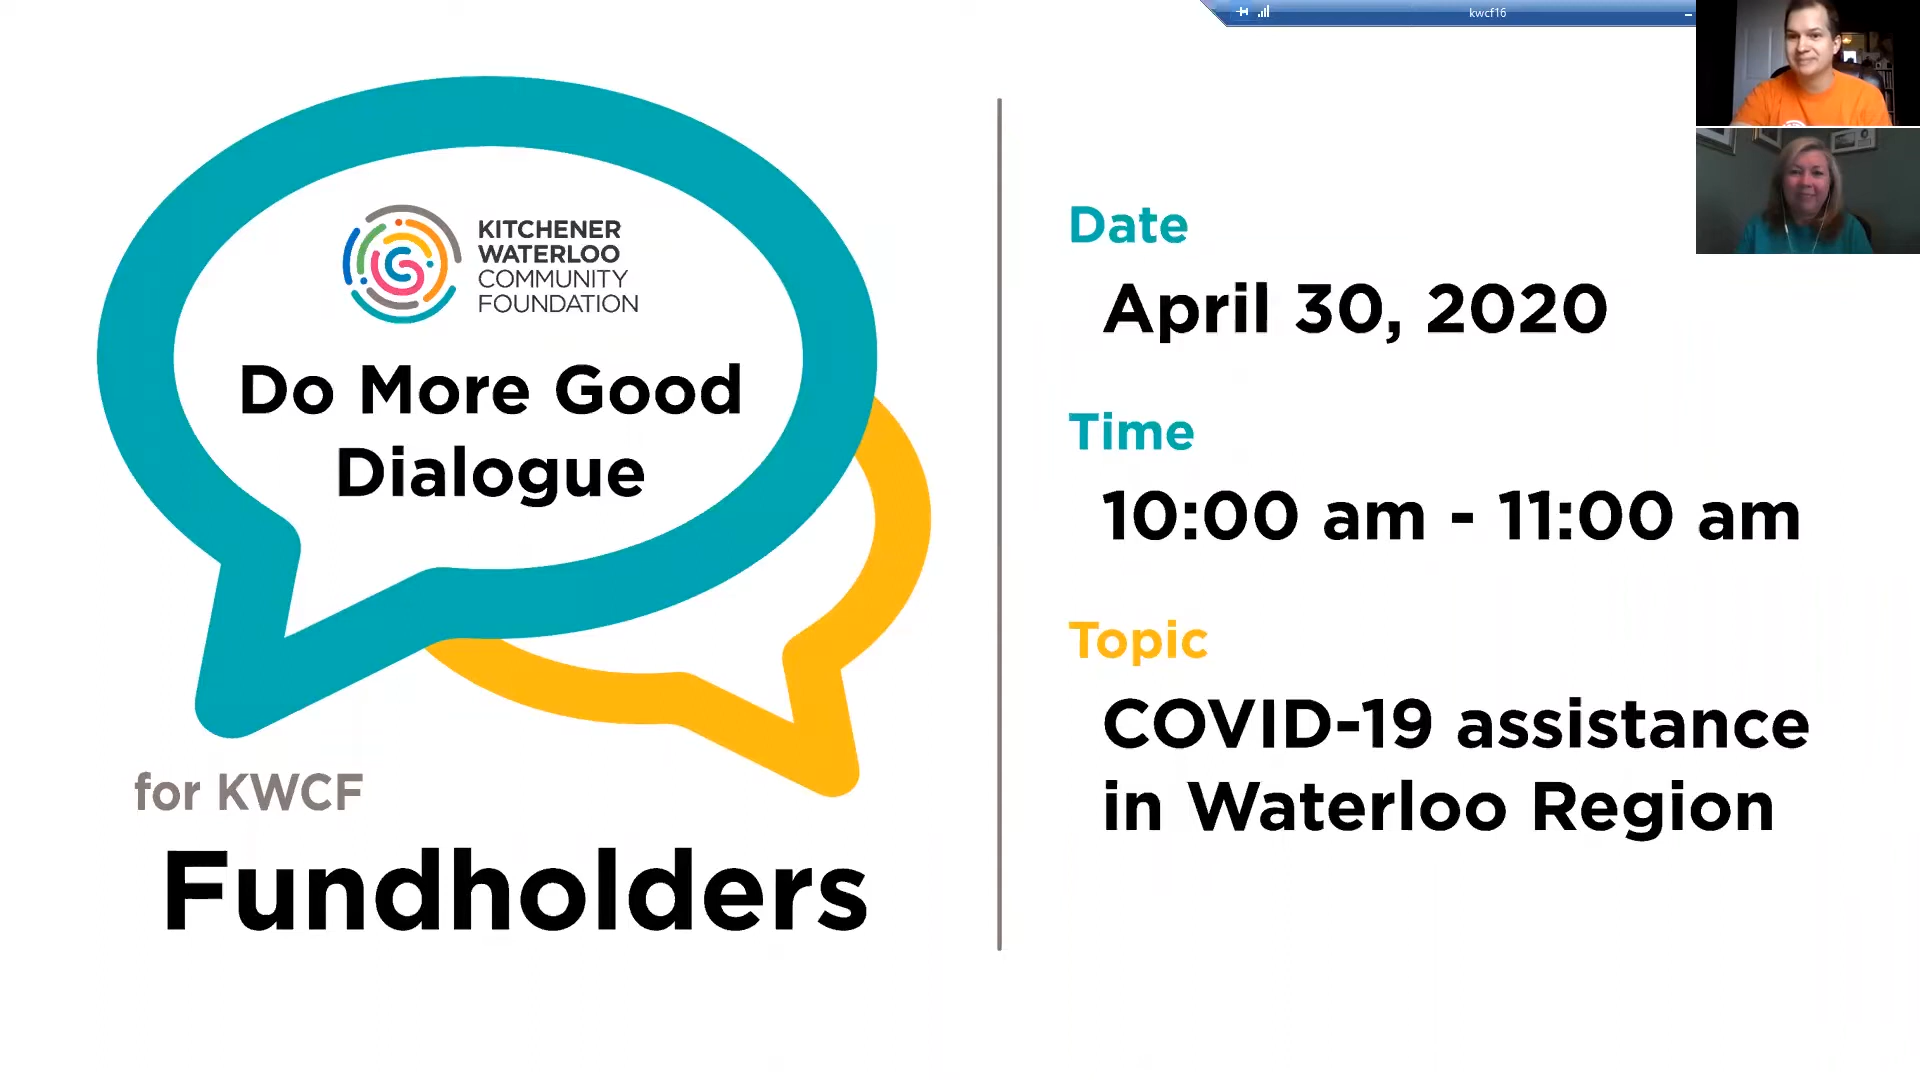 kwcf16
KITCHENER
WATERLOO
COMMUNITY
FOUNDATION
Do More Good
Dialogue
for KWCF
Fundholders
Date
April 30, 2020
Time
10:00 am - 11:00 am
Topic
COVID-19 assistance
in Waterloo Region